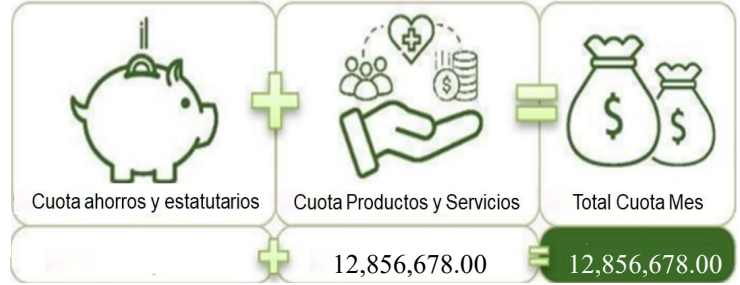 Cuota ahorros y estatutarios
Cuota Productos y Servicios
Total Cuota Mes
12,856,678.00
12,856,678.00